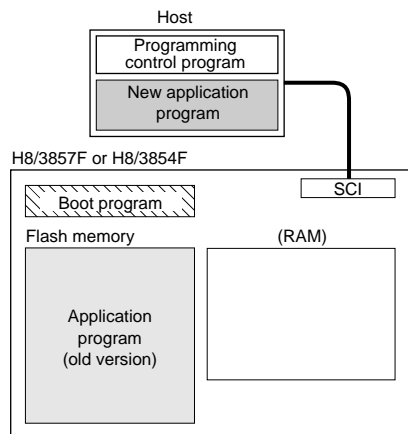 Host
Programming
control program
New application
program
H8/3857F or H8/3854F
SCI
Boot program
Flash memory
(RAM)
Application
program
(old version)